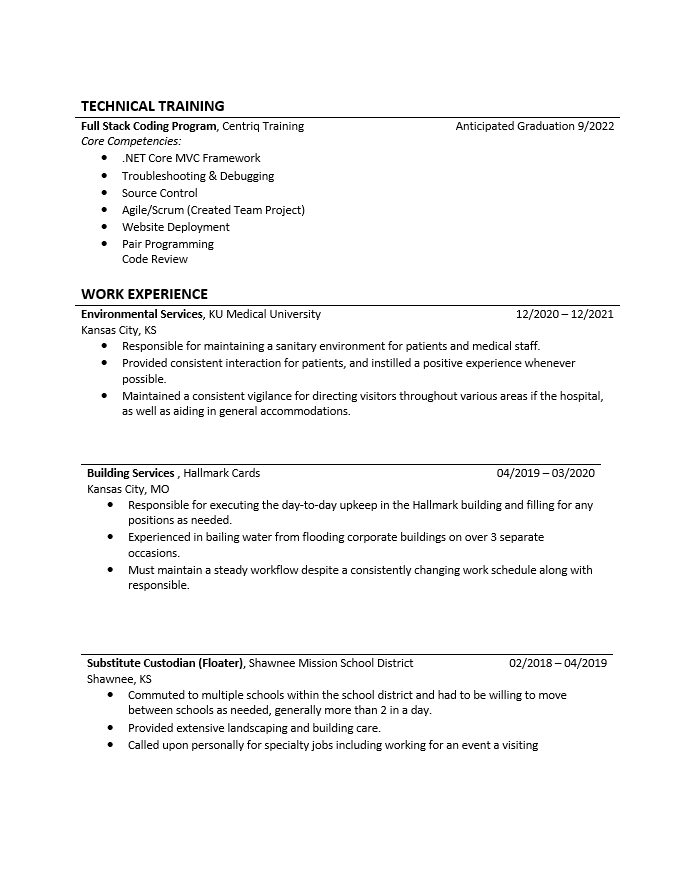 TECHNICAL TRAINING
Full Stack Coding Program, Centriq Training Anticipated Graduation 9/2022
Core Competencies:
• .NET Core MVC Framework
• Troubleshooting & Debugging
• Source Control
• Agile/Scrum (Created Team Project)
• Website Deployment
• Pair Programming
Code Review
WORK EXPERIENCE
Environmental Services, KU Medical University 12/2020 – 12/2021
Kansas City, KS
• Responsible for maintaining a sanitary environment for patients and medical staff.
• Provided consistent interaction for patients, and instilled a positive experience whenever
possible.
• Maintained a consistent vigilance for directing visitors throughout various areas if the hospital,
as well as aiding in general accommodations.
Building Services , Hallmark Cards 04/2019 – 03/2020
Kansas City, MO
• Responsible for executing the day-to-day upkeep in the Hallmark building and filling for any
positions as needed.
• Experienced in bailing water from flooding corporate buildings on over 3 separate
occasions.
• Must maintain a steady workflow despite a consistently changing work schedule along with
responsible.
Substitute Custodian (Floater), Shawnee Mission School District 02/2018 – 04/2019
Shawnee, KS
• Commuted to multiple schools within the school district and had to be willing to move
between schools as needed, generally more than 2 in a day.
• Provided extensive landscaping and building care.
• Called upon personally for specialty jobs including working for an event a visiting